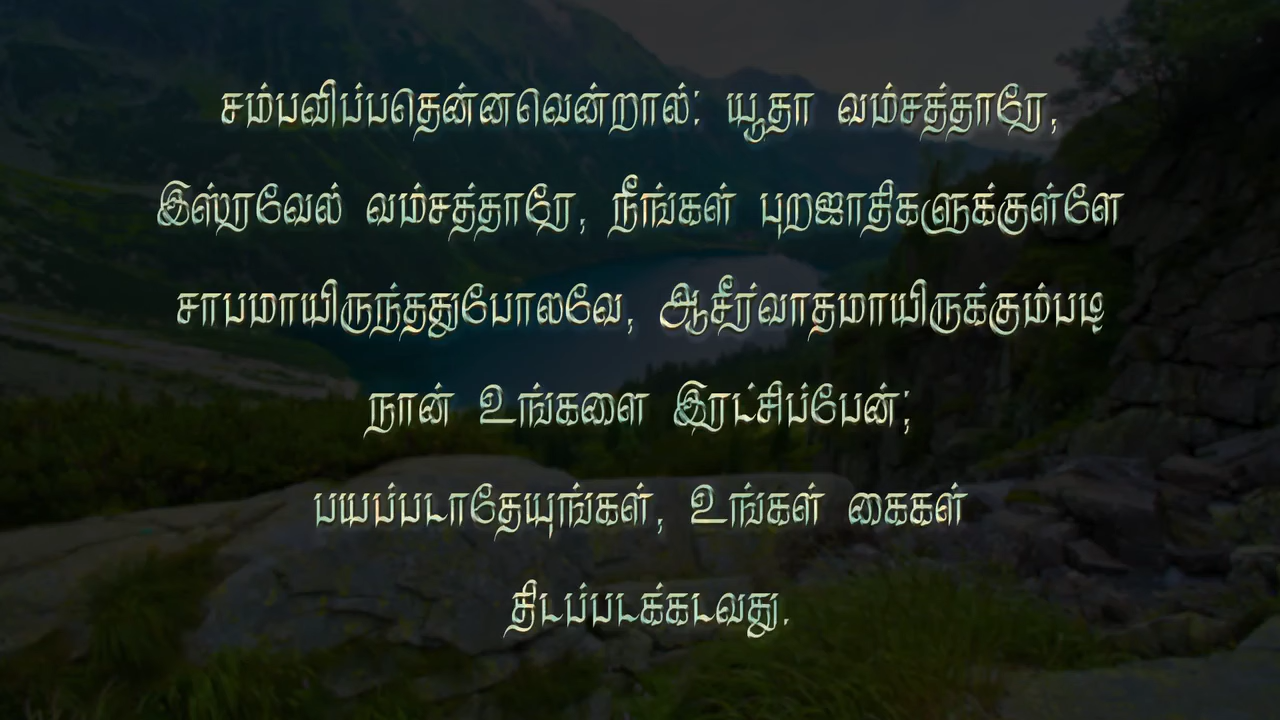 சம்பவிப்பதென்னவென்றால்: யூதா வம்சத்தாரே,
இஸ்ரவேல் வம்சத்தாரே, நீங்கள் புறஜாதிகளுக்குள்ளே
சாபமாயிருந்ததுபோலவே, ஆசீர்வாதமாயிருக்கும்படி
நான் உங்களை இரட்சிப்பேன்;
பயப்படாதேயுங்கள், உங்கள் கைகள்
திடப்படக்கடவது.